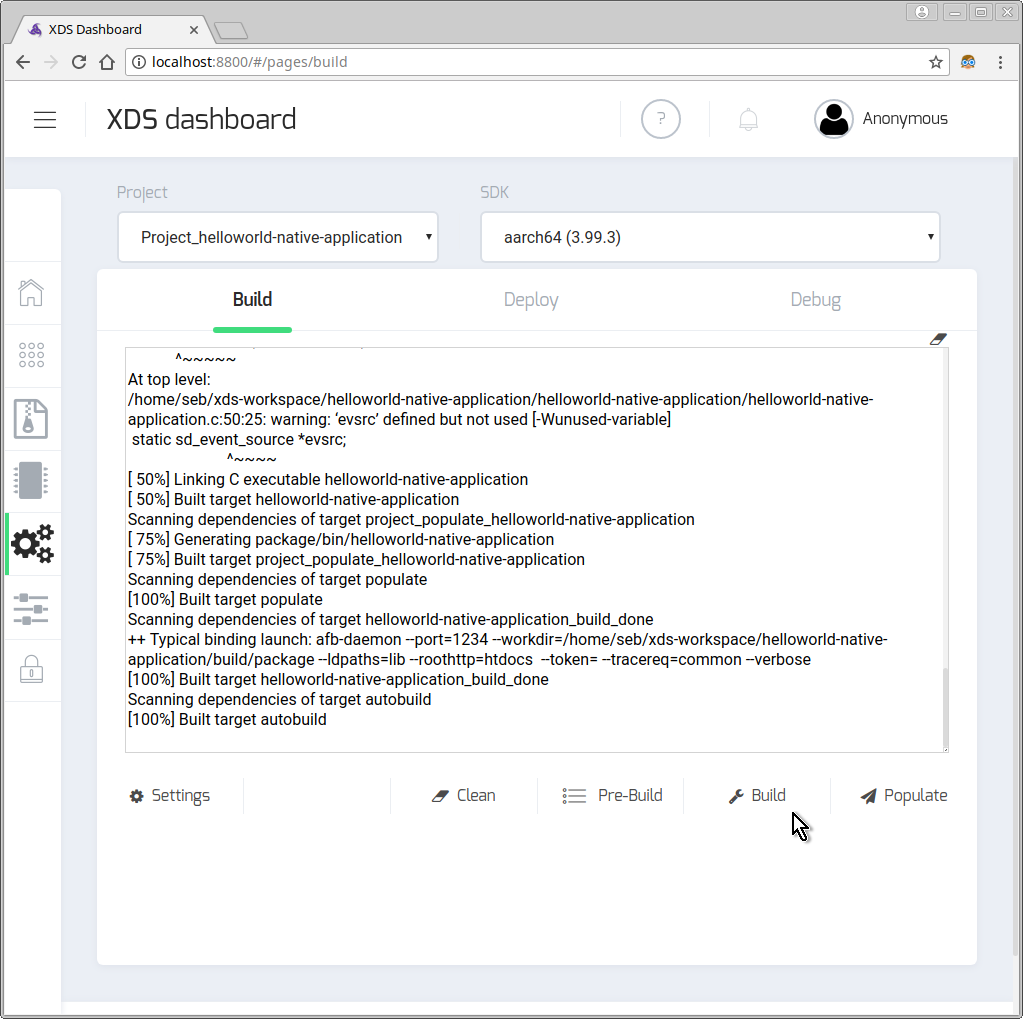 XDS Dashboard
localhost:8800/#/pages/build
XDS dashboard
?
Anonymous
Project
SDK
Project_helloworld-native-application
aarch64 (3.99.3)
Build
Deploy
Debug
^~~~~~
At top level:
/home/seb/xds-workspace/helloworld-native-application/helloworld-native-application/helloworld-native-
application.c:50:25: warning: ‘evsrc’ defined but not used [-Wunused-variable]
static sd_event_source *evsrc;
^~~~~
[ 50%] Linking C executable helloworld-native-application
[ 50%] Built target helloworld-native-application
Scanning dependencies of target project_populate_helloworld-native-application
[ 75%] Generating package/bin/helloworld-native-application
[ 75%] Built target project_populate_helloworld-native-application
Scanning dependencies of target populate
[100%] Built target populate
Scanning dependencies of target helloworld-native-application_build_done
++ Typical binding launch: afb-daemon --port=1234 --workdir=/home/seb/xds-workspace/helloworld-native-
application/build/package --ldpaths=lib --roothttp=htdocs  --token= --tracereq=common --verbose
[100%] Built target helloworld-native-application_build_done
Scanning dependencies of target autobuild
[100%] Built target autobuild
Settings
Clean
Pre-Build
Build
Populate